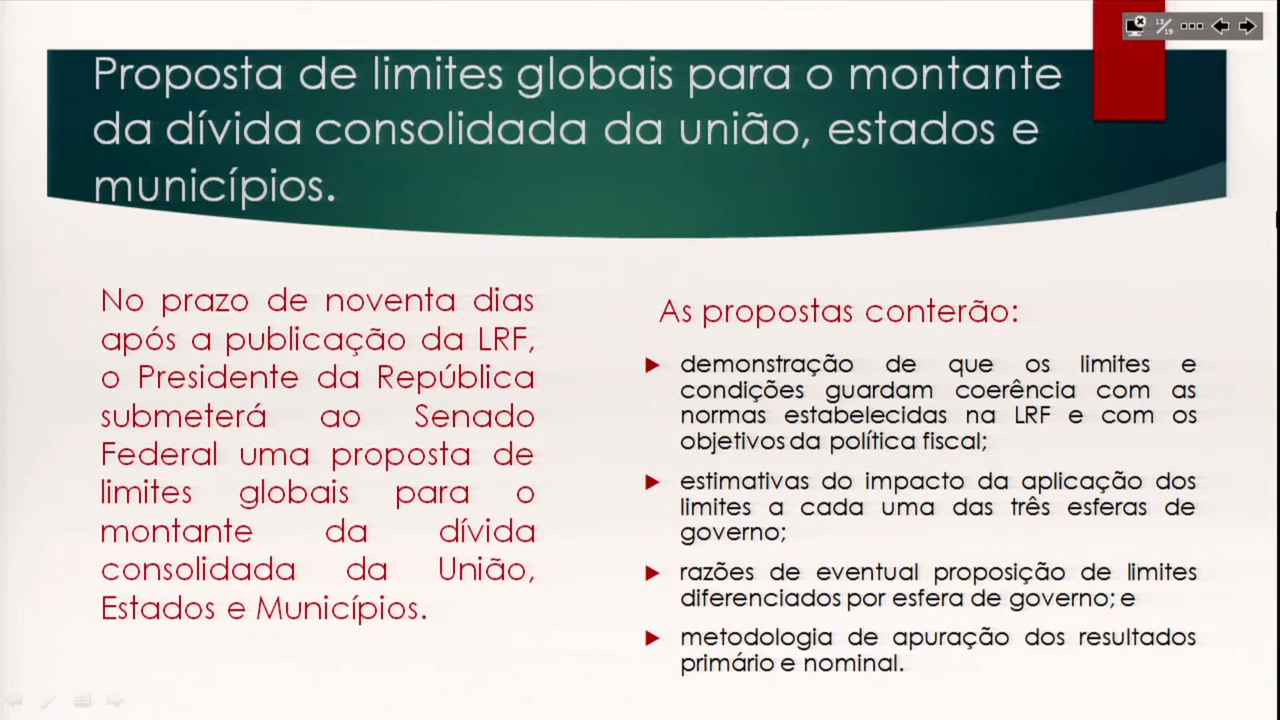 13/19
Proposta de limites globais para o montante
da dívida consolidada da união, estados e
municípios.
No prazo de noventa dias
após a publicação da LRF,
o Presidente da República
submeterá ao Senado
Federal uma proposta de
limites globais para o
montante da dívida
consolidada da União,
Estados e Municípios.
As propostas conterão:
demonstração de que os limites e
condições guardam coerência com as
normas estabelecidas na LRF e com os
objetivos da política fiscal;
estimativas do impacto da aplicação dos
limites a cada uma das três esferas de
governo;
razões de eventual proposição de limites
diferenciados por esfera de governo; e
metodologia de apuração dos resultados
primário e nominal.